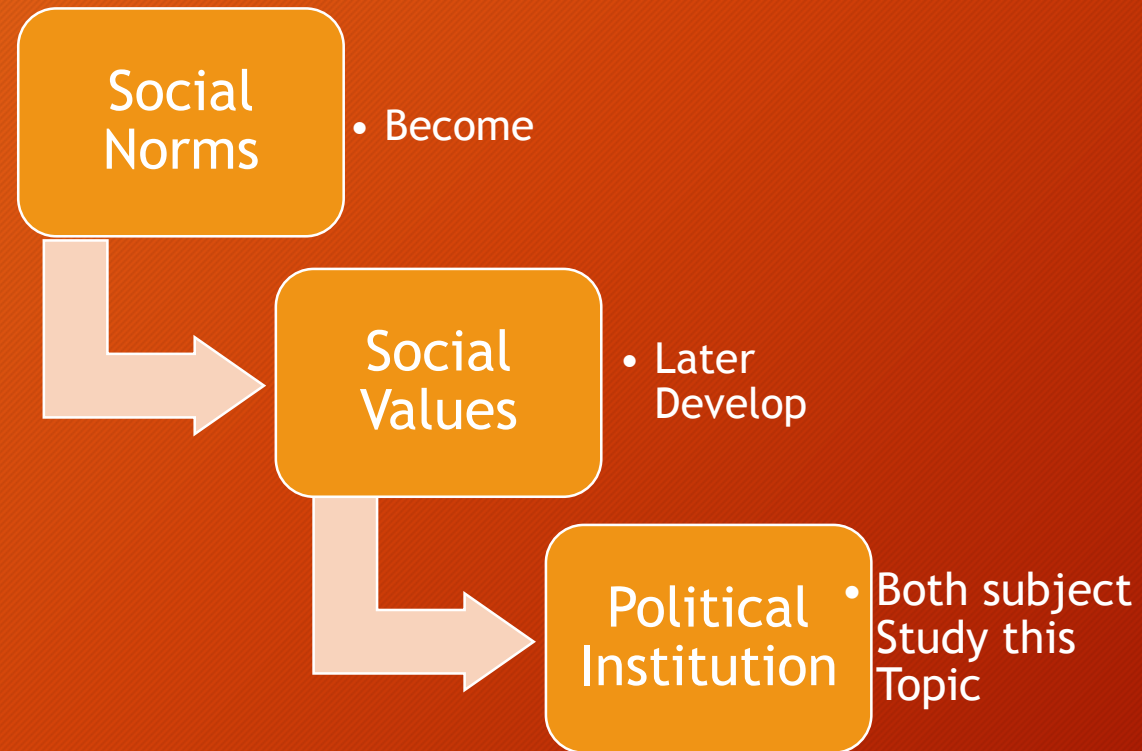 Social
Norms
• Become
Social
Values
• Later
Develop
Political
Institution
• Both subject
Study this
Topic